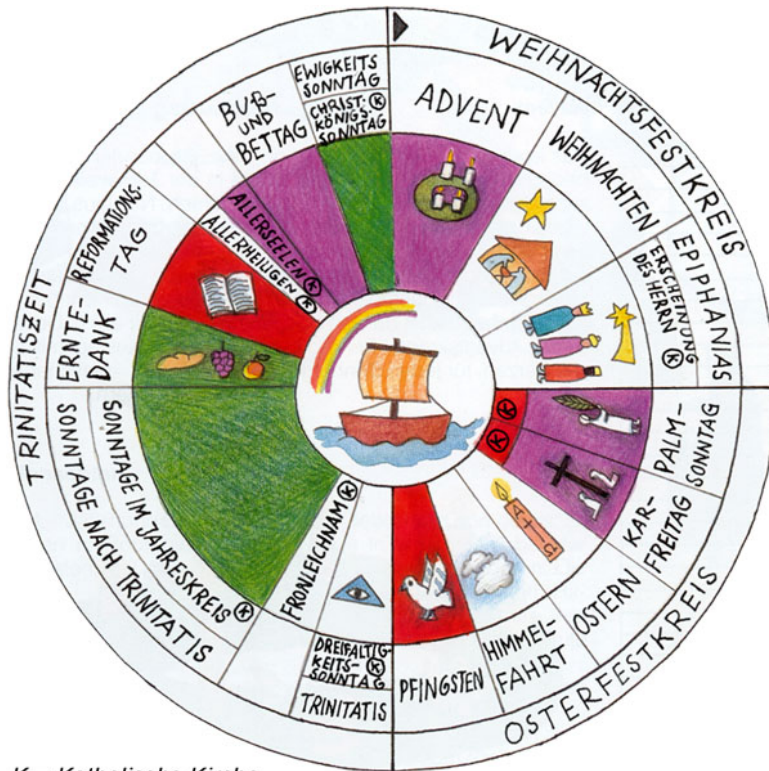 WEIHNACHTSFESTKREIS
ADVENT
WEIHNACHTEN
EPIPHANIAS
ERSCHEINUNG
DES HERRN K
K
K
PALM-
SONNTAG
KAR-
FREITAG
OSTERN
HIMMEL-
FAHRT
PFINGSTEN
OSTERFESTKREIS
A
Ω
DREIFALTIG-
KEITS- K
SONNTAG
TRINITATIS
FRONLEICHNAM K
SONNTAGE IM JAHRESKREIS K
SONNTAGE NACH TRINITATIS
TRINITATISZEIT
ERNTE-
DANK
REFORMATIONS-
TAG
ALLERHEILIGEN K
ALLERSEELEN K
BUß-
UND
BETTAG
EWIGKEITS
SONNTAG
CHRIST- K
KÖNIGS-
SONNTAG